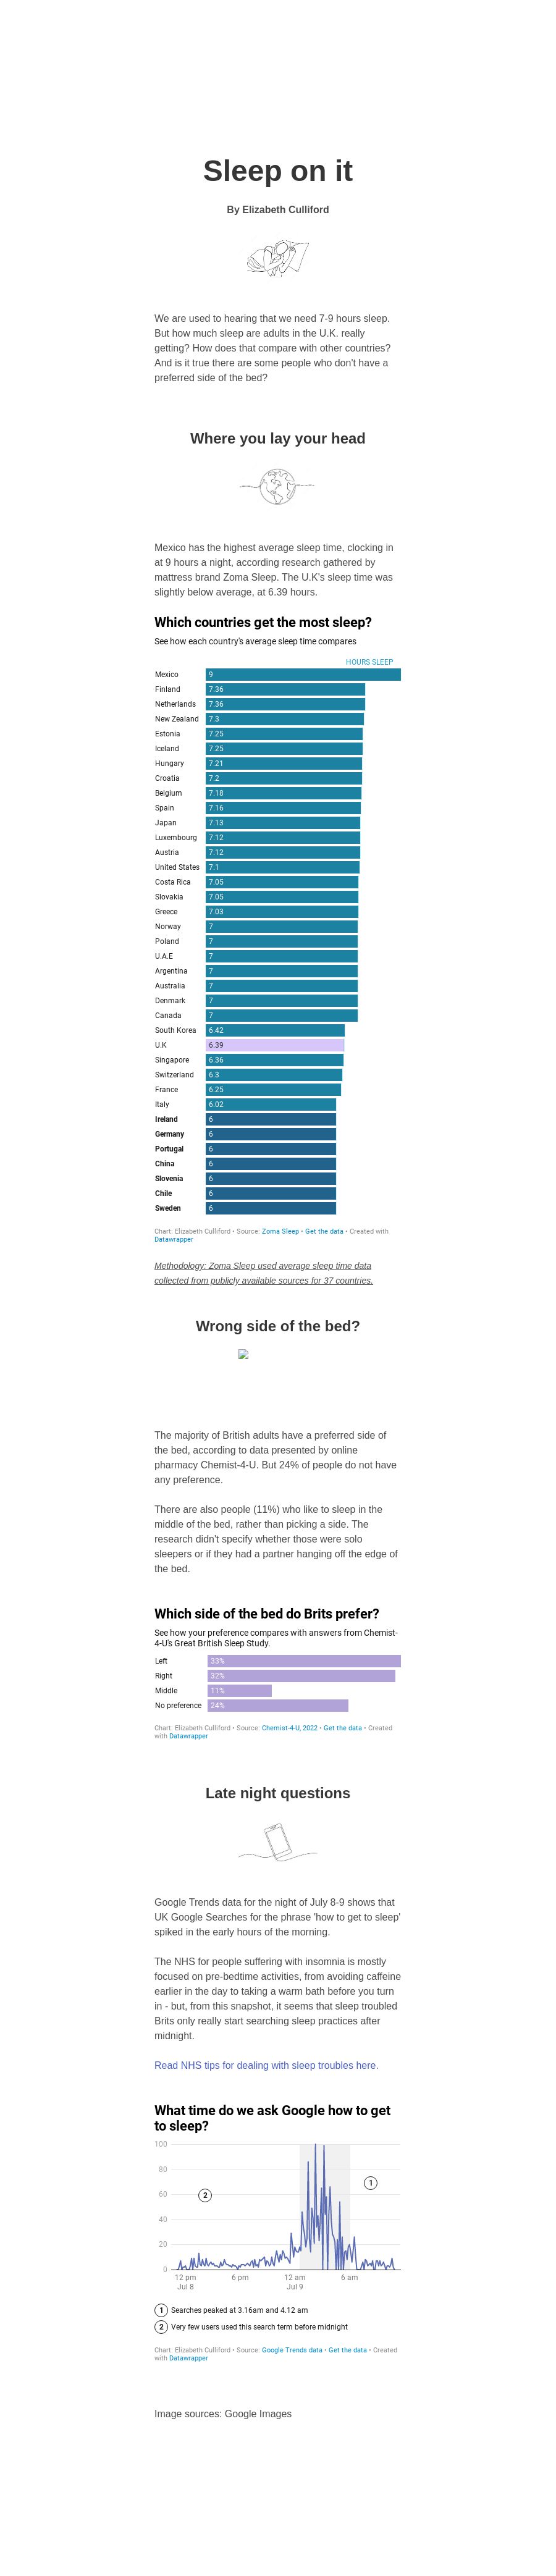 Sleep on it
By Elizabeth Culliford
We are used to hearing that we need 7-9 hours sleep.
But how much sleep are adults in the U.K. really
getting? How does that compare with other countries?
And is it true there are some people who don't have a
preferred side of the bed?
Where you lay your head
Mexico has the highest average sleep time, clocking in
at 9 hours a night, according research gathered by
mattress brand Zoma Sleep. The U.K's sleep time was
slightly below average, at 6.39 hours.
Which countries get the most sleep?
See how each country's average sleep time compares
HOURS SLEEP
Mexico 9
Finland 7.36
Netherlands 7.36
New Zealand 7.3
Estonia 7.25
Iceland 7.25
Hungary 7.21
Croatia 7.2
Belgium 7.18
Spain 7.16
Japan 7.13
Luxembourg 7.12
Austria 7.12
United States 7.1
Costa Rica 7.05
Slovakia 7.05
Greece 7.03
Norway 7
Poland 7
U.A.E 7
Argentina 7
Australia 7
Denmark 7
Canada 7
South Korea 6.42
U.K 6.39
Singapore 6.36
Switzerland 6.3
France 6.25
Italy 6.02
Ireland 6
Germany 6
Portugal 6
China 6
Slovenia 6
Chile 6
Sweden 6
Chart: Elizabeth Culliford • Source: Zoma Sleep • Get the data • Created with
Datawrapper
Methodology: Zoma Sleep used average sleep time data
collected from publicly available sources for 37 countries.
Wrong side of the bed?
The majority of British adults have a preferred side of
the bed, according to data presented by online
pharmacy Chemist-4-U. But 24% of people do not have
any preference.
There are also people (11%) who like to sleep in the
middle of the bed, rather than picking a side. The
research didn't specify whether those were solo
sleepers or if they had a partner hanging off the edge of
the bed.
Which side of the bed do Brits prefer?
See how your preference compares with answers from Chemist-
4-U's Great British Sleep Study.
Left 33%
Right 32%
Middle 11%
No preference 24%
Chart: Elizabeth Culliford • Source: Chemist-4-U, 2022 • Get the data • Created
with Datawrapper
Late night questions
Google Trends data for the night of July 8-9 shows that
UK Google Searches for the phrase 'how to get to sleep'
spiked in the early hours of the morning.
The NHS for people suffering with insomnia is mostly
focused on pre-bedtime activities, from avoiding caffeine
earlier in the day to taking a warm bath before you turn
in - but, from this snapshot, it seems that sleep troubled
Brits only really start searching sleep practices after
midnight.
Read NHS tips for dealing with sleep troubles here.
What time do we ask Google how to get
to sleep?
100
80
1
60
2
40
20
0
12 pm 6 pm 12 am 6 am
Jul 8 Jul 9
1 Searches peaked at 3.16am and 4.12 am
2 Very few users used this search term before midnight
Chart: Elizabeth Culliford • Source: Google Trends data • Get the data • Created
with Datawrapper
Image sources: Google Images